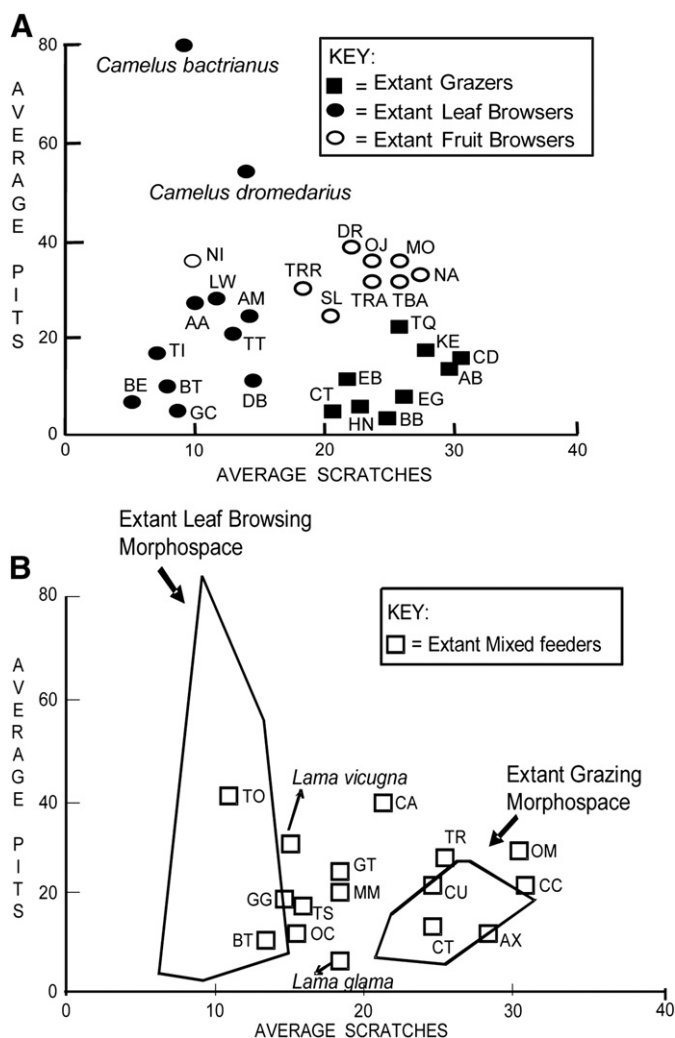 A
AVERAGE PITS
80
60
40
20
0
Camelus bactrianus
Camelus dromedarius
KEY:
= Extant Grazers
= Extant Leaf Browsers
= Extant Fruit Browsers
NI
LW
AM
AA
TT
TI
BE
BT
GC
DB
TRR
SL
DR
OJ
MO
NA
TRA
TBA
TQ
KE
CD
AB
EB
EG
CT
HN
BB
0
10
20
30
40
AVERAGE SCRATCHES
Extant Leaf Browsing
Morphospace
B
AVERAGE PITS
80
60
40
20
0
KEY:
= Extant Mixed feeders
Lama vicugna
Extant Grazing
Morphospace
TO
CA
TR
OM
GT
MM
CU
CC
GG
TS
BT
OC
CT
AX
Lama glama
0
10
20
30
40
AVERAGE SCRATCHES